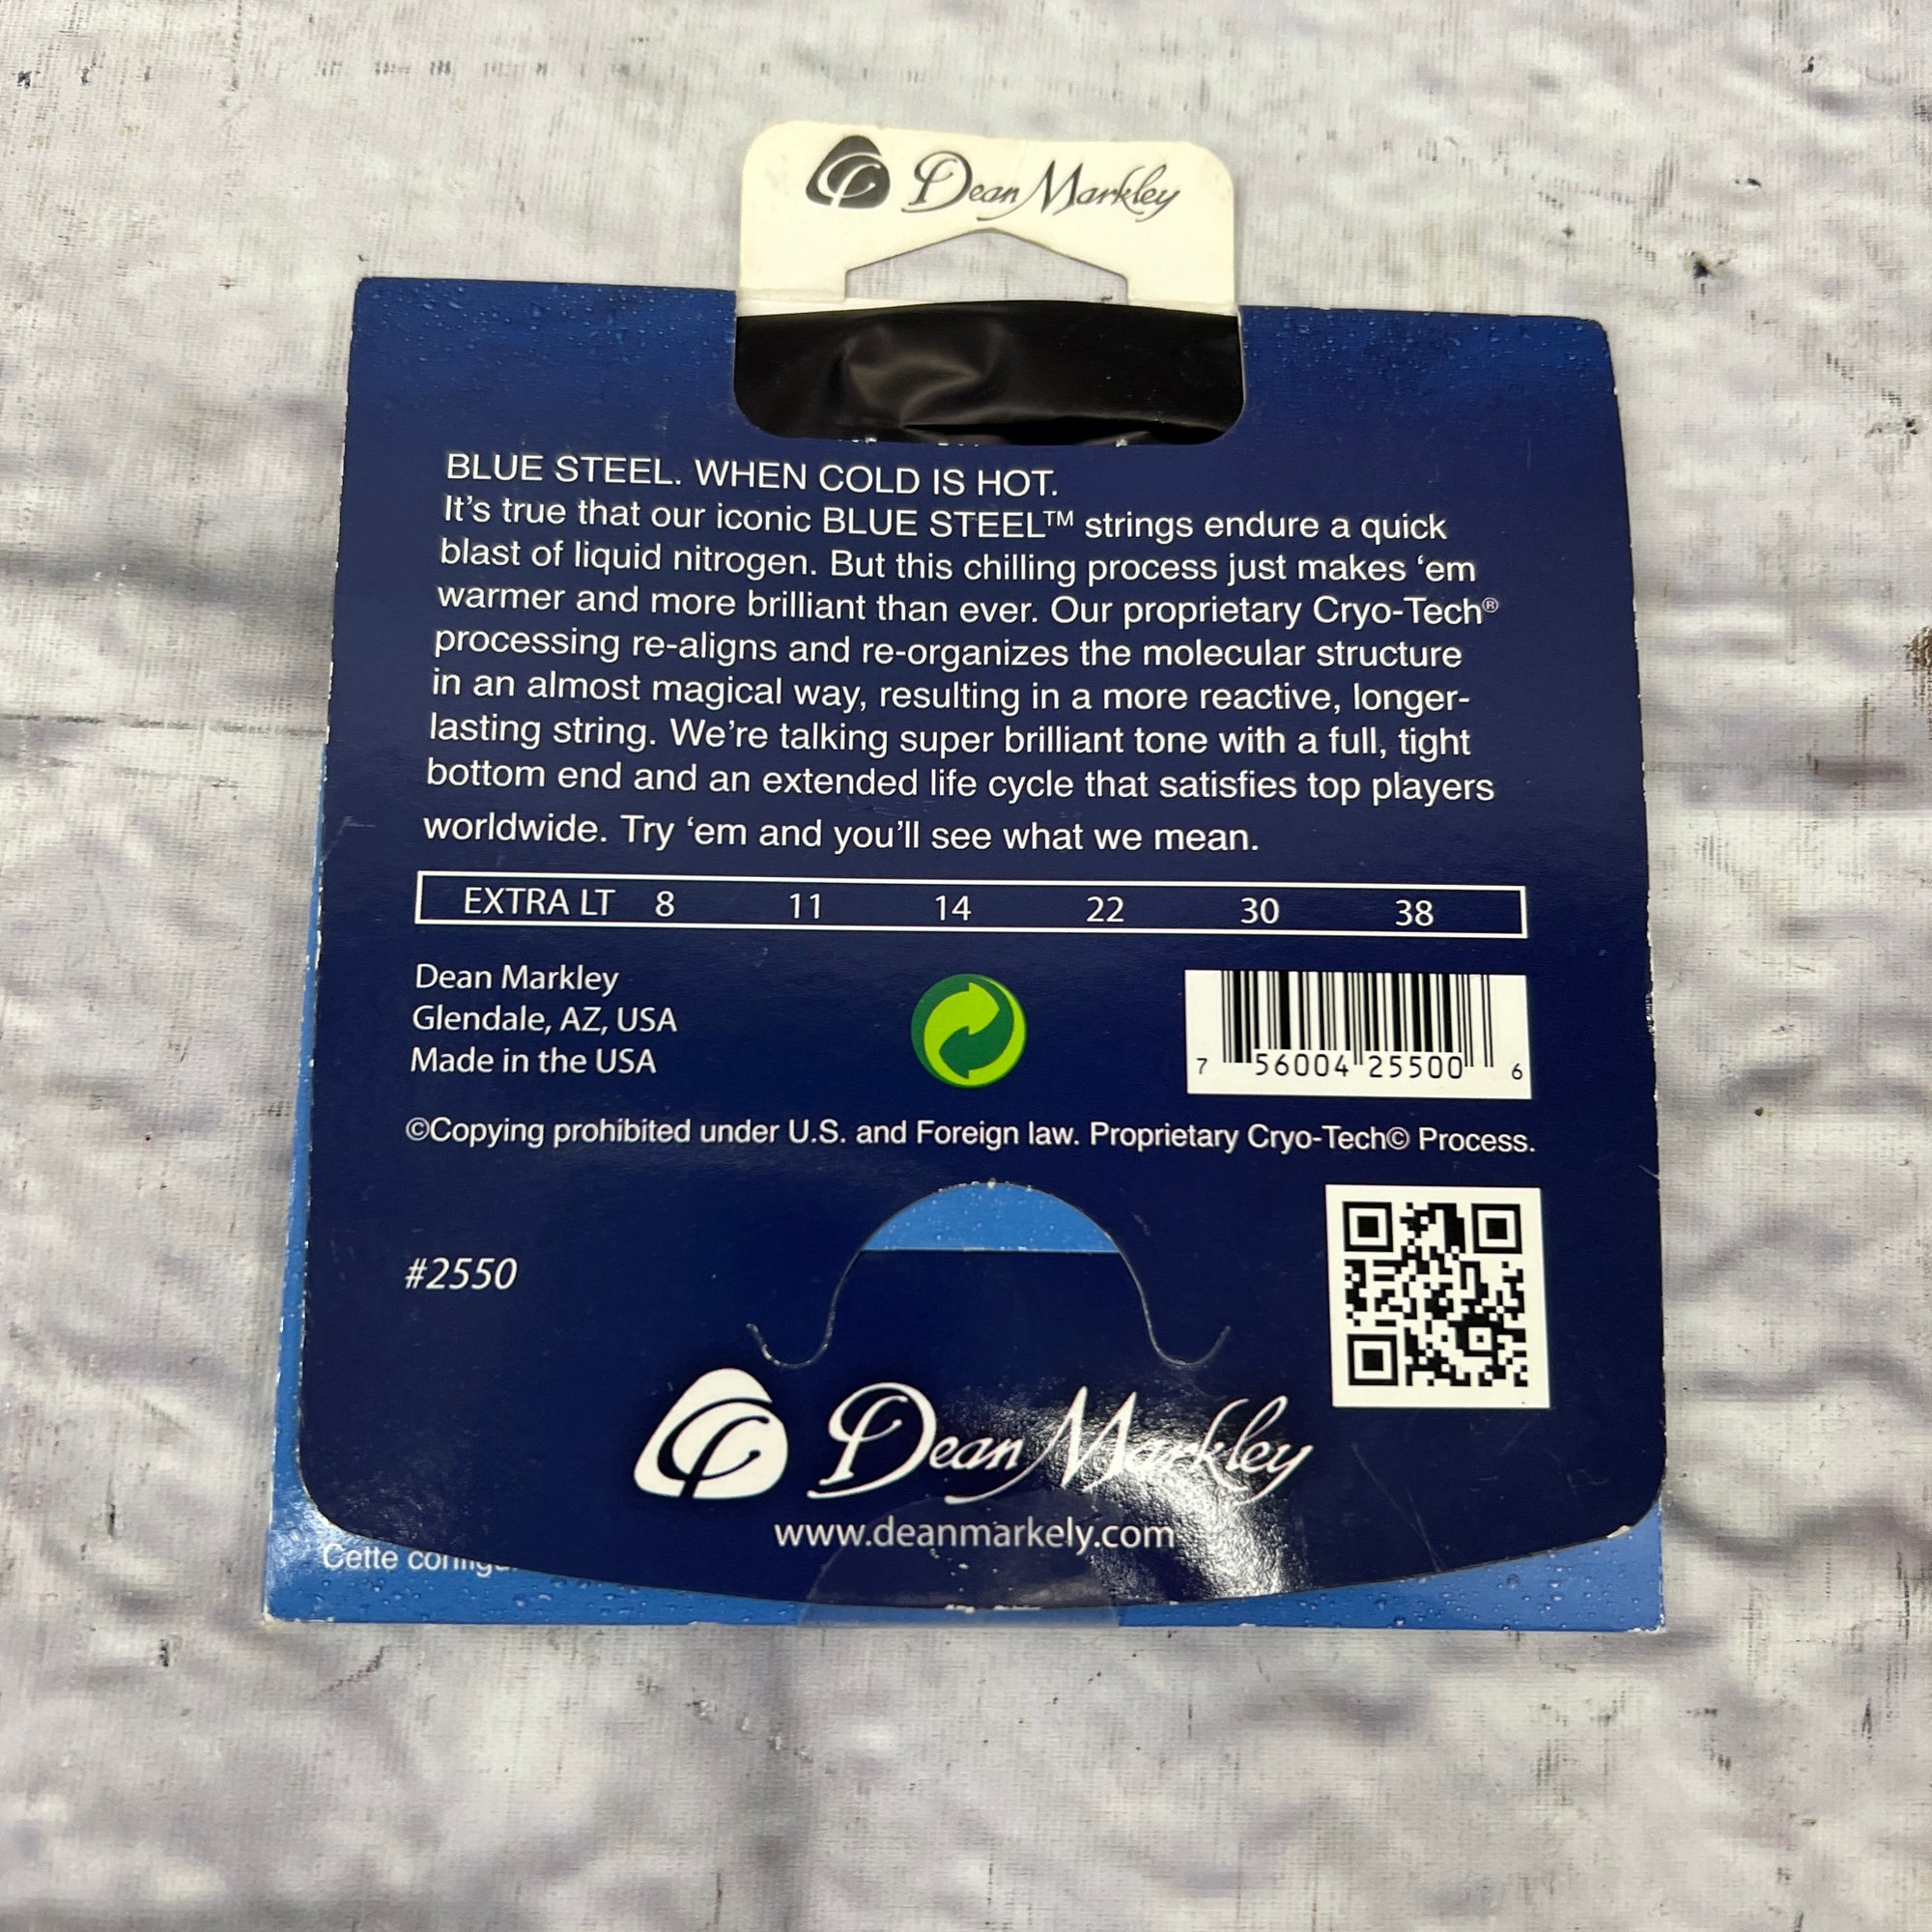 Dean Markley
BLUE STEEL. WHEN COLD IS HOT.
It's true that our iconic BLUE STEEL™ strings endure a quick
blast of liquid nitrogen. But this chilling process just makes 'em
warmer and more brilliant than ever. Our proprietary Cryo-Tech®
processing re-aligns and re-organizes the molecular structure
in an almost magical way, resulting in a more reactive, longer-
lasting string. We're talking super brilliant tone with a full, tight
bottom end and an extended life cycle that satisfies top players
worldwide. Try 'em and you'll see what we mean.
EXTRA LT 8 11 14 22 30 38
Dean Markley
Glendale, AZ, USA
Made in the USA
7 56004 25500 6
©Copying prohibited under U.S. and Foreign law. Proprietary Cryo-Tech© Process.
#2550
Dean Markley
www.deanmarkely.com
Cette